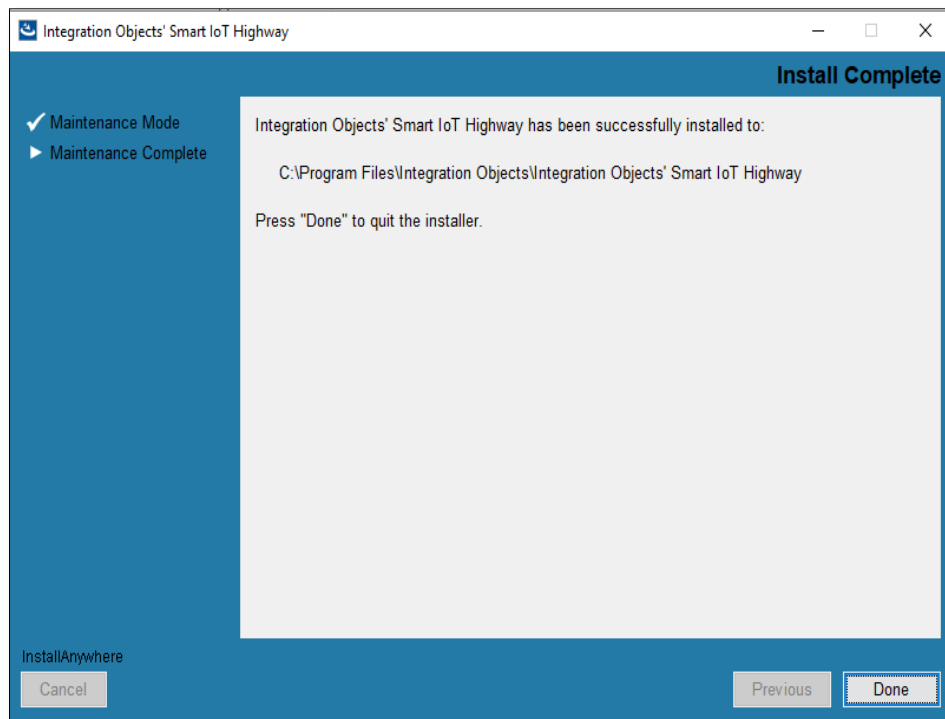 Integration Objects' Smart IoT Highway
Install Complete
Maintenance Mode
Maintenance Complete
Integration Objects' Smart IoT Highway has been successfully installed to:
C:\Program Files\Integration Objects\Integration Objects' Smart IoT Highway
Press "Done" to quit the installer.
InstallAnywhere
Cancel
Previous
Done